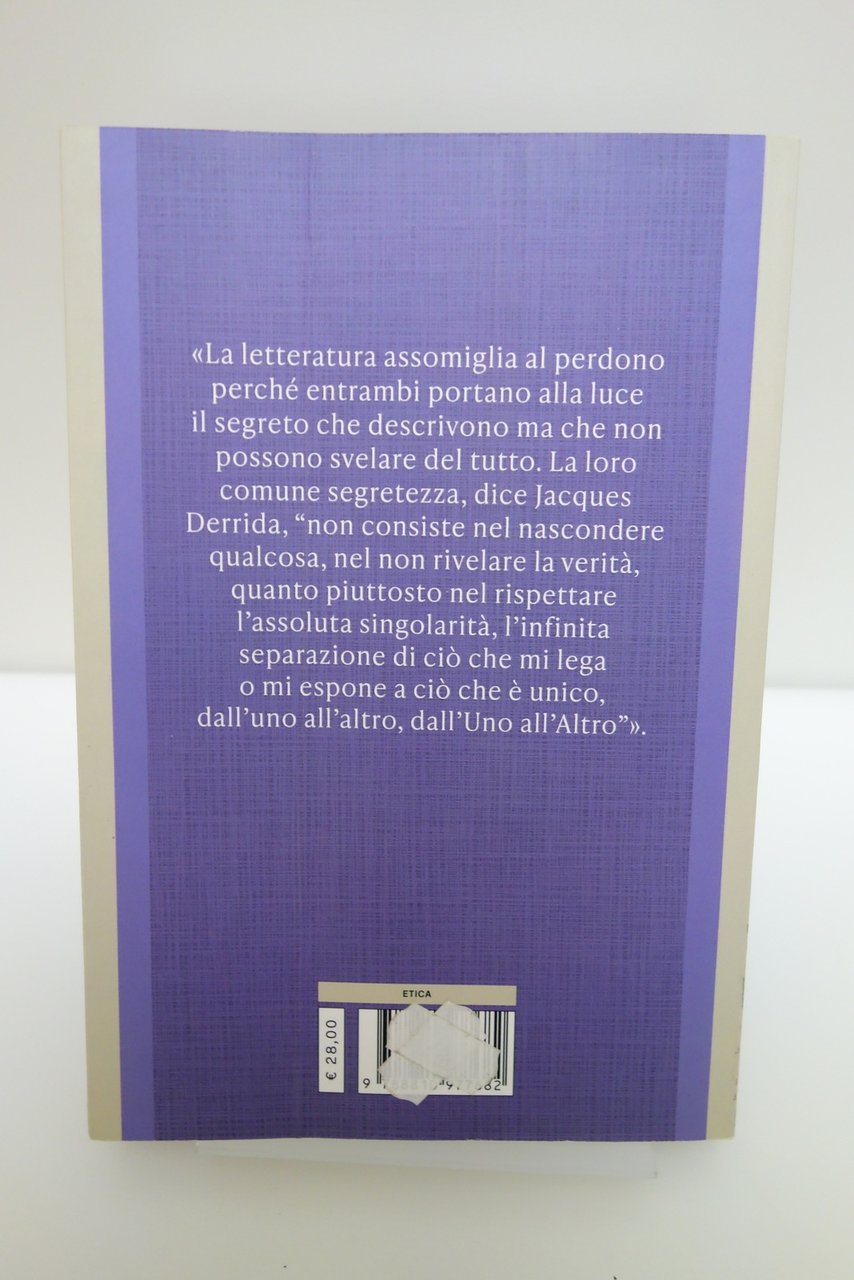 «La letteratura assomiglia al perdono
perché entrambi portano alla luce
il segreto che descrivono ma che non
possono svelare del tutto. La loro
comune segretezza, dice Jacques
Derrida, “non consiste nel nascondere
qualcosa, nel non rivelare la verità,
quanto piuttosto nel rispettare
l’assoluta singolarità, l’infinita
separazione di ciò che mi lega
o mi espone a ciò che è unico,
dall’uno all’altro, dall’Uno all’Altro”».
ETICA
€ 28,00